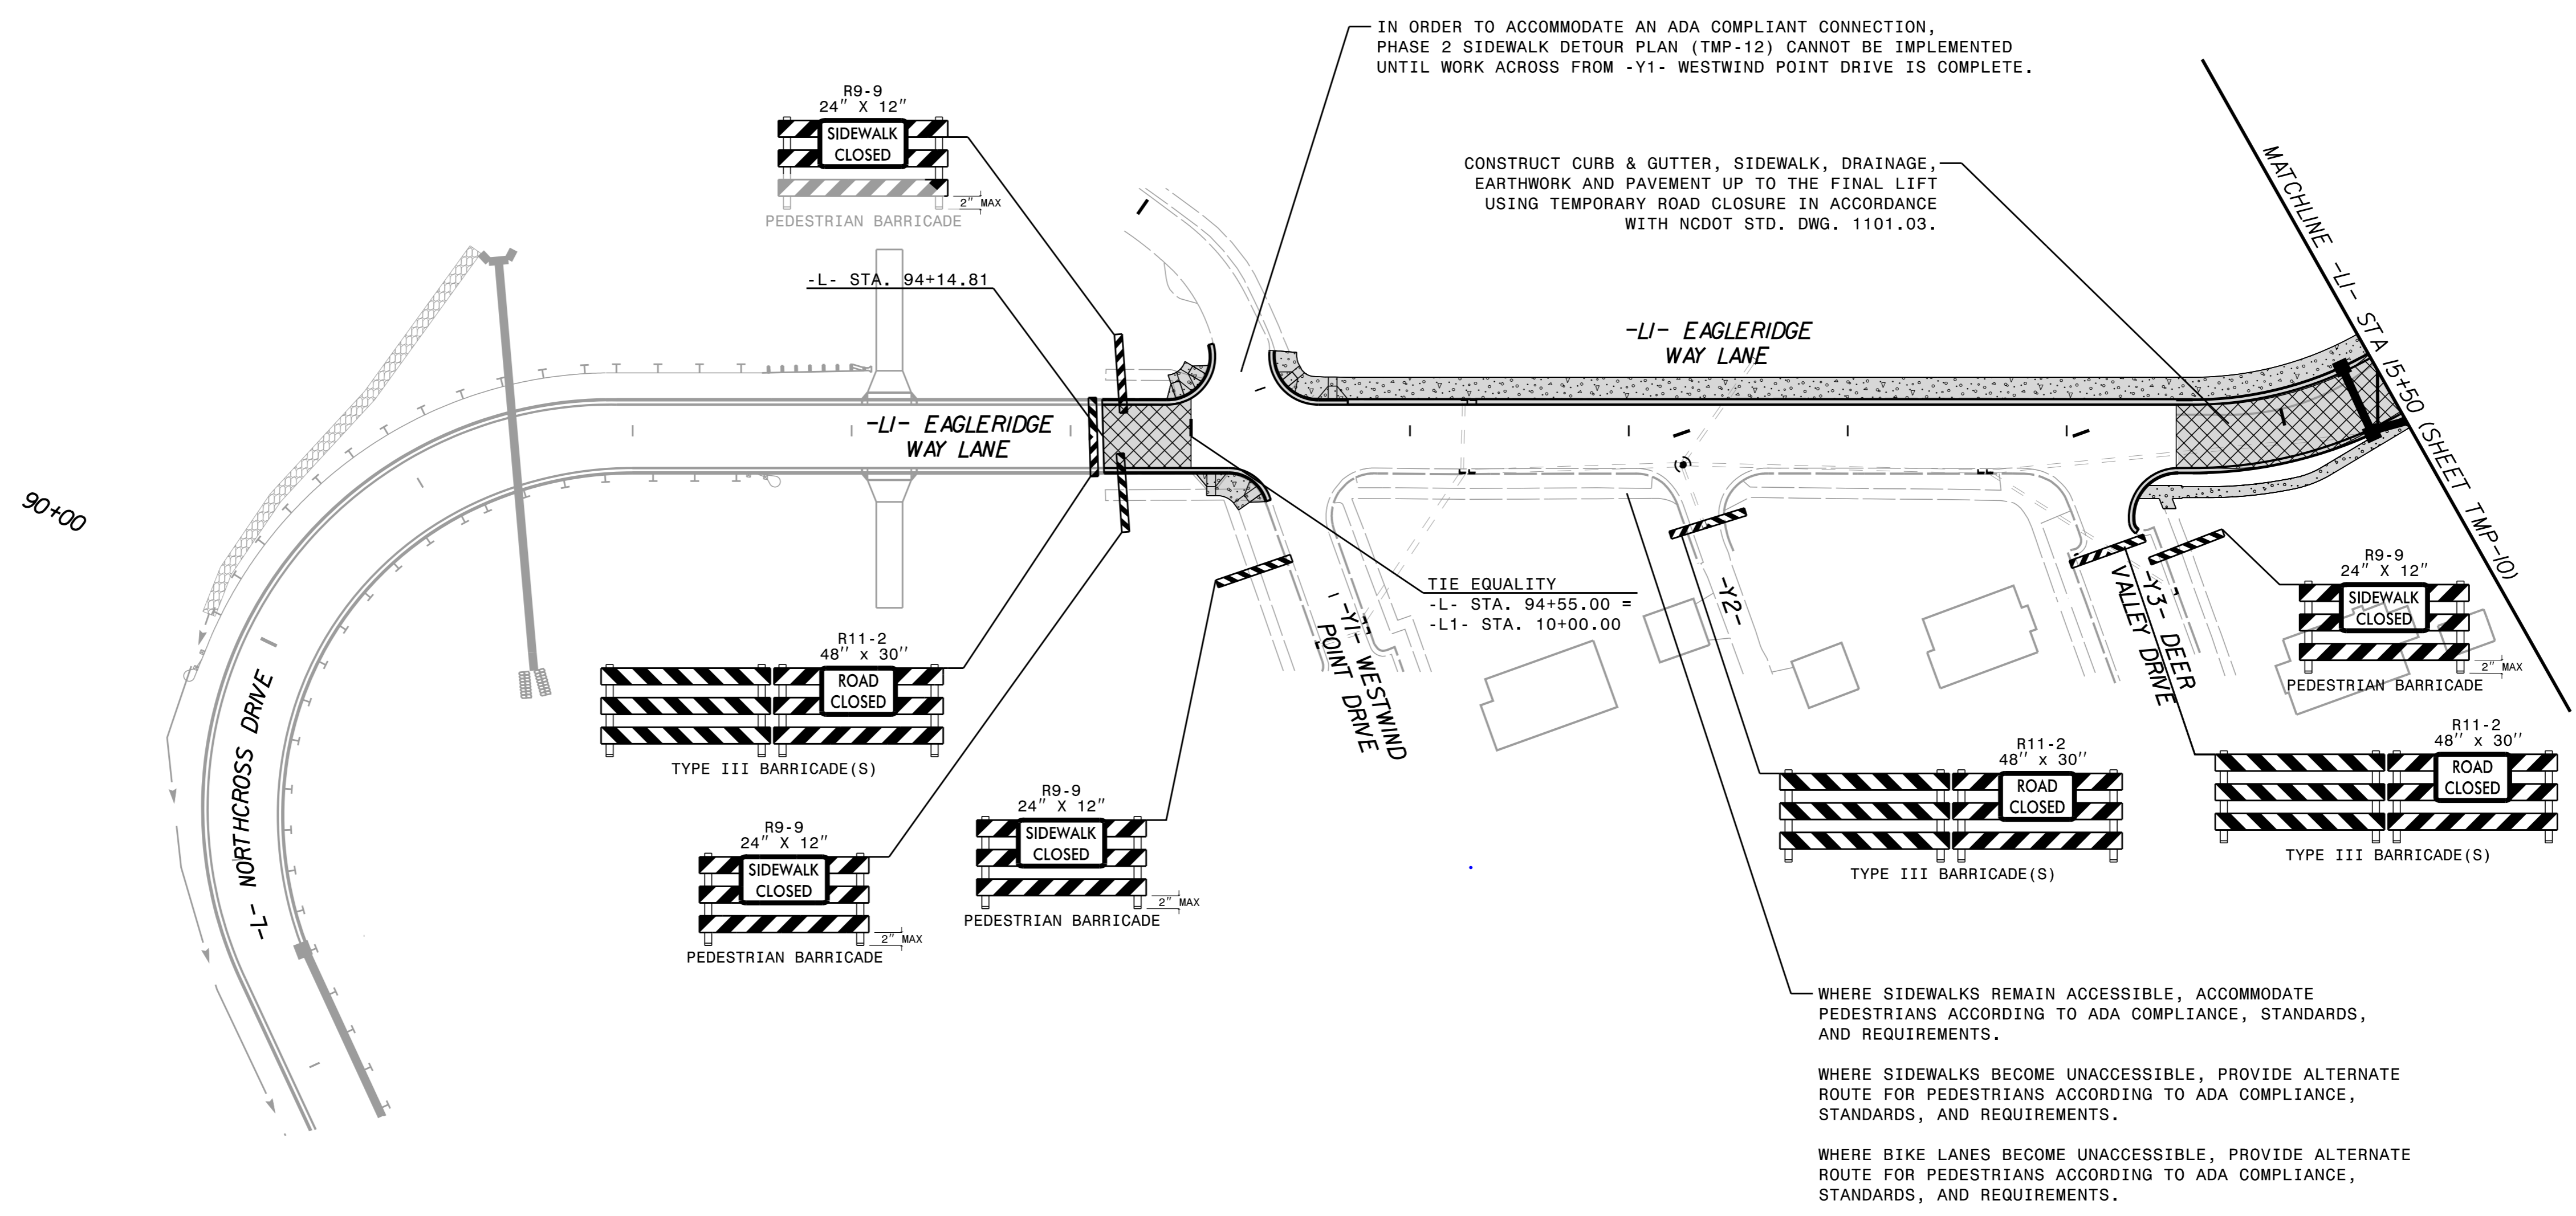 IN ORDER TO ACCOMMODATE AN ADA COMPLIANT CONNECTION,
PHASE 2 SIDEWALK DETOUR PLAN (TMP-12) CANNOT BE IMPLEMENTED
UNTIL WORK ACROSS FROM -Y1- WESTWIND POINT DRIVE IS COMPLETE.
R9-9
24" X 12"
SIDEWALK
CLOSED
2" MAX
PEDESTRIAN BARRICADE
CONSTRUCT CURB & GUTTER, SIDEWALK, DRAINAGE,
EARTHWORK AND PAVEMENT UP TO THE FINAL LIFT
USING TEMPORARY ROAD CLOSURE IN ACCORDANCE
WITH NCDOT STD. DWG. 1101.03.
MATCHLINE -L1- STA 15+50 (SHEET TMP-10)
-L- STA. 94+14.81
-L1- EAGLERIDGE
WAY LANE
-L1- EAGLERIDGE
WAY LANE
90+00
-L- NORTHCROSS DRIVE
TIE EQUALITY
-L- STA. 94+55.00 =
-L1- STA. 10+00.00
-Y1- WESTWIND
POINT DRIVE
-Y2-
-Y3- DEER
VALLEY DRIVE
R9-9
24" X 12"
SIDEWALK
CLOSED
2" MAX
PEDESTRIAN BARRICADE
R11-2
48" x 30"
ROAD
CLOSED
TYPE III BARRICADE(S)
R9-9
24" X 12"
SIDEWALK
CLOSED
2" MAX
PEDESTRIAN BARRICADE
R9-9
24" X 12"
SIDEWALK
CLOSED
2" MAX
PEDESTRIAN BARRICADE
R11-2
48" x 30"
ROAD
CLOSED
TYPE III BARRICADE(S)
R11-2
48" x 30"
ROAD
CLOSED
TYPE III BARRICADE(S)
WHERE SIDEWALKS REMAIN ACCESSIBLE, ACCOMMODATE
PEDESTRIANS ACCORDING TO ADA COMPLIANCE, STANDARDS,
AND REQUIREMENTS.
WHERE SIDEWALKS BECOME UNACCESSIBLE, PROVIDE ALTERNATE
ROUTE FOR PEDESTRIANS ACCORDING TO ADA COMPLIANCE,
STANDARDS, AND REQUIREMENTS.
WHERE BIKE LANES BECOME UNACCESSIBLE, PROVIDE ALTERNATE
ROUTE FOR PEDESTRIANS ACCORDING TO ADA COMPLIANCE,
STANDARDS, AND REQUIREMENTS.